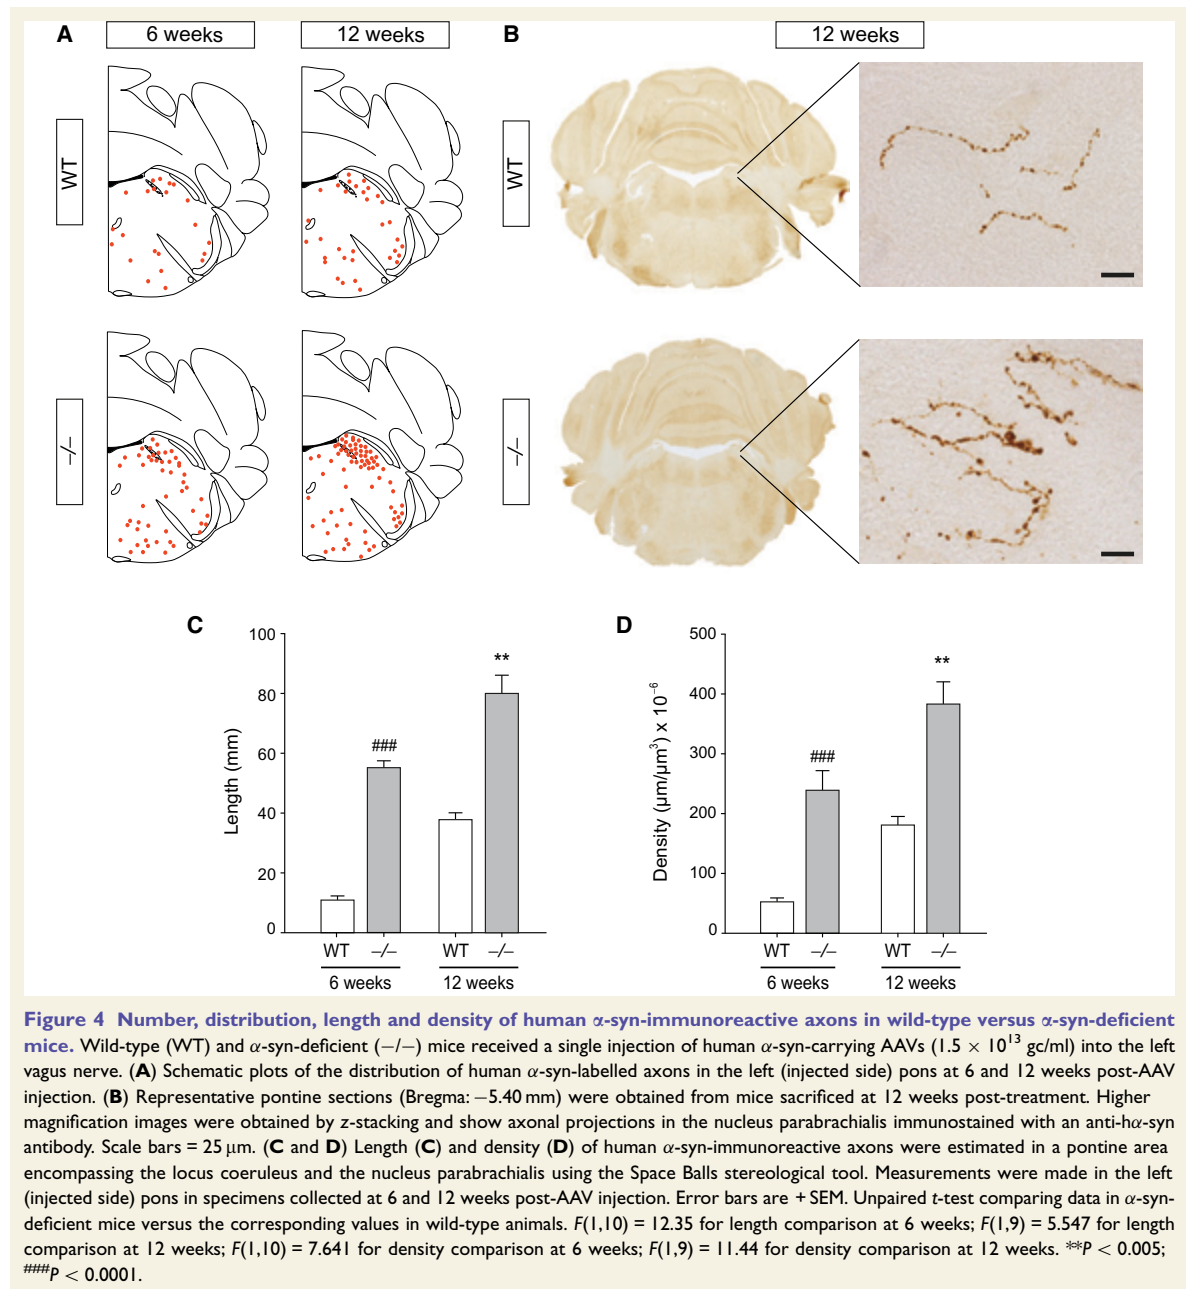 A
6 weeks
12 weeks
B
12 weeks
WT
WT
–/–
–/–
C
100
80
60
40
20
0
Length (mm)
###
**
WT –/– WT –/–
6 weeks 12 weeks
D
500
400
300
200
100
0
Density (µm/µm³) x 10⁻⁶
###
**
WT –/– WT –/–
6 weeks 12 weeks
Figure 4 Number, distribution, length and density of human α-syn-immunoreactive axons in wild-type versus α-syn-deficient
mice. Wild-type (WT) and α-syn-deficient (−/−) mice received a single injection of human α-syn-carrying AAVs (1.5 × 10¹³ gc/ml) into the left
vagus nerve. (A) Schematic plots of the distribution of human α-syn-labelled axons in the left (injected side) pons at 6 and 12 weeks post-AAV
injection. (B) Representative pontine sections (Bregma: −5.40 mm) were obtained from mice sacrificed at 12 weeks post-treatment. Higher
magnification images were obtained by z-stacking and show axonal projections in the nucleus parabrachialis immunostained with an anti-hα-syn
antibody. Scale bars = 25 µm. (C and D) Length (C) and density (D) of human α-syn-immunoreactive axons were estimated in a pontine area
encompassing the locus coeruleus and the nucleus parabrachialis using the Space Balls stereological tool. Measurements were made in the left
(injected side) pons in specimens collected at 6 and 12 weeks post-AAV injection. Error bars are + SEM. Unpaired t-test comparing data in α-syn-
deficient mice versus the corresponding values in wild-type animals. F(1,10) = 12.35 for length comparison at 6 weeks; F(1,9) = 5.547 for length
comparison at 12 weeks; F(1,10) = 7.641 for density comparison at 6 weeks; F(1,9) = 11.44 for density comparison at 12 weeks. **P < 0.005;
###P < 0.0001.